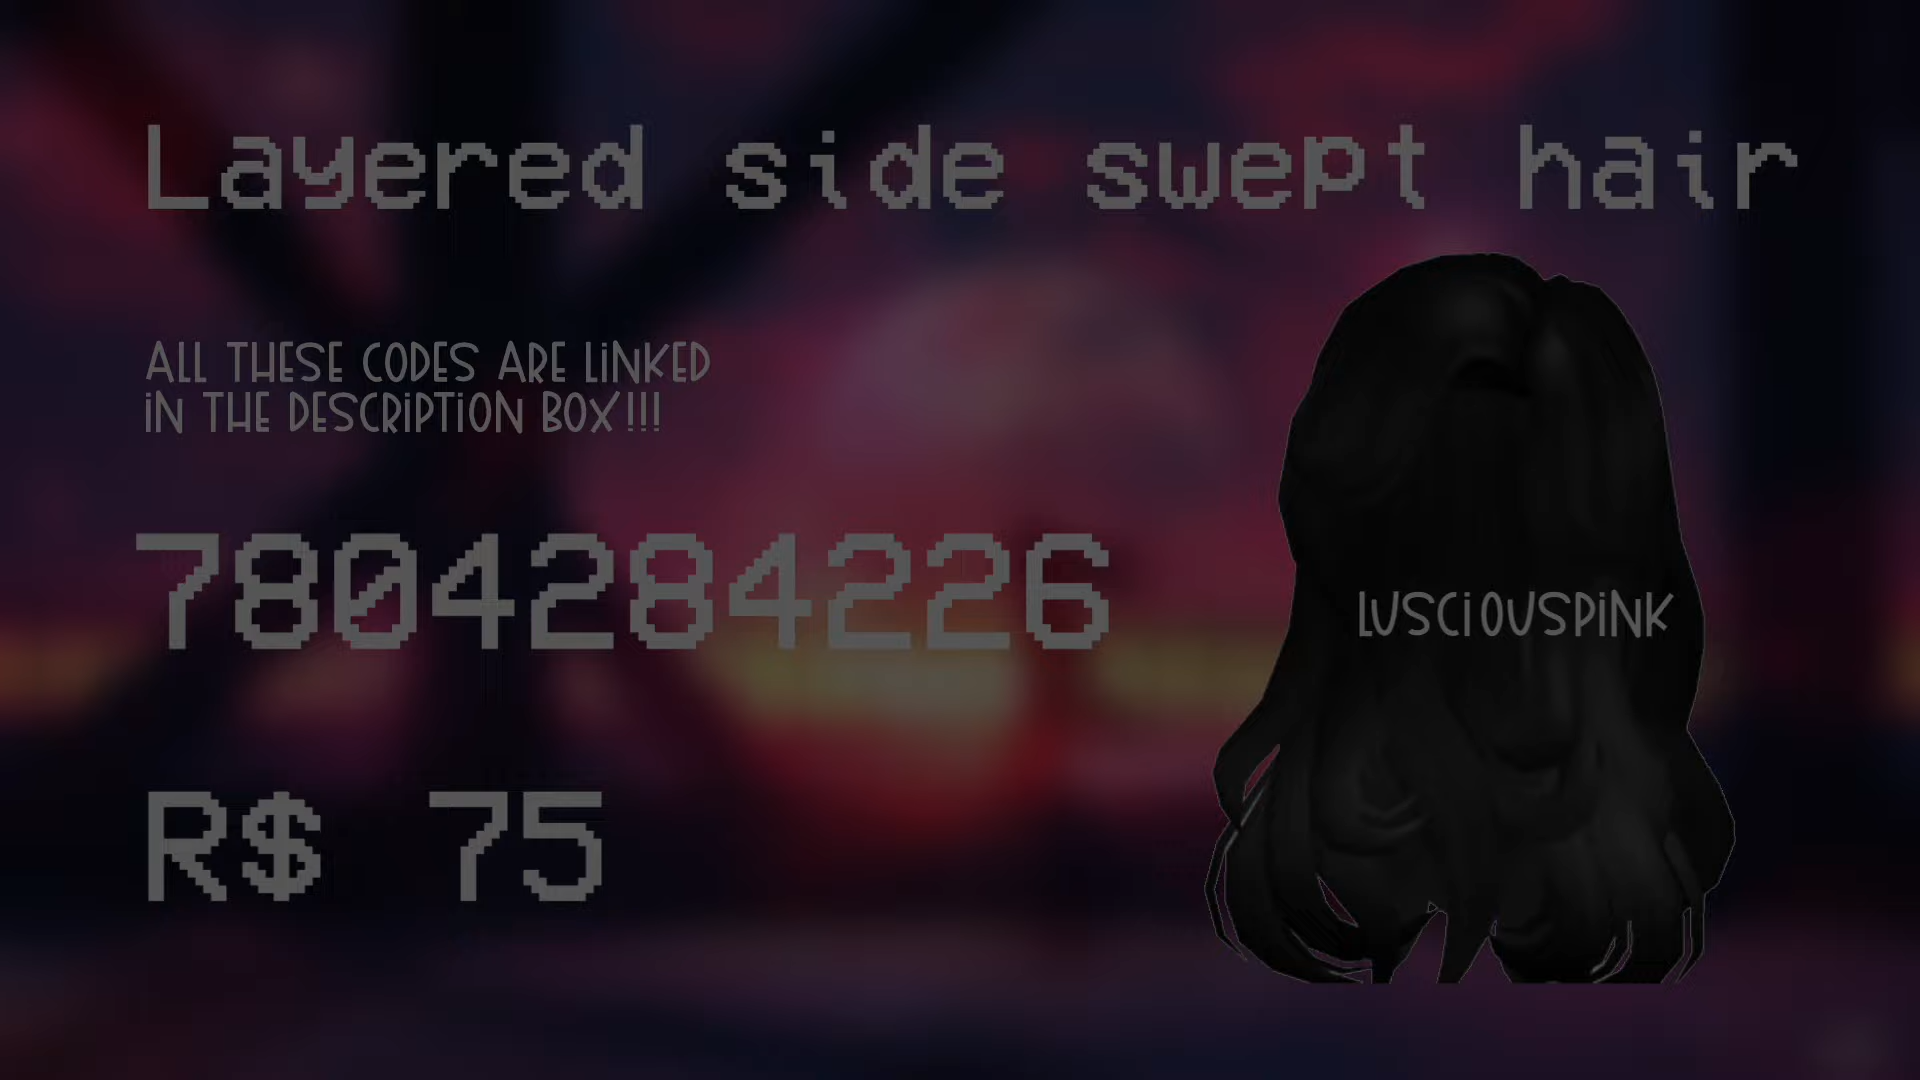 Layered side swept hair
ALL THESE CODES ARE LiNKED
iN THE DESCRiPTiON BOX!!!
7804284226
LUSCiOUSPiNK
R$ 75